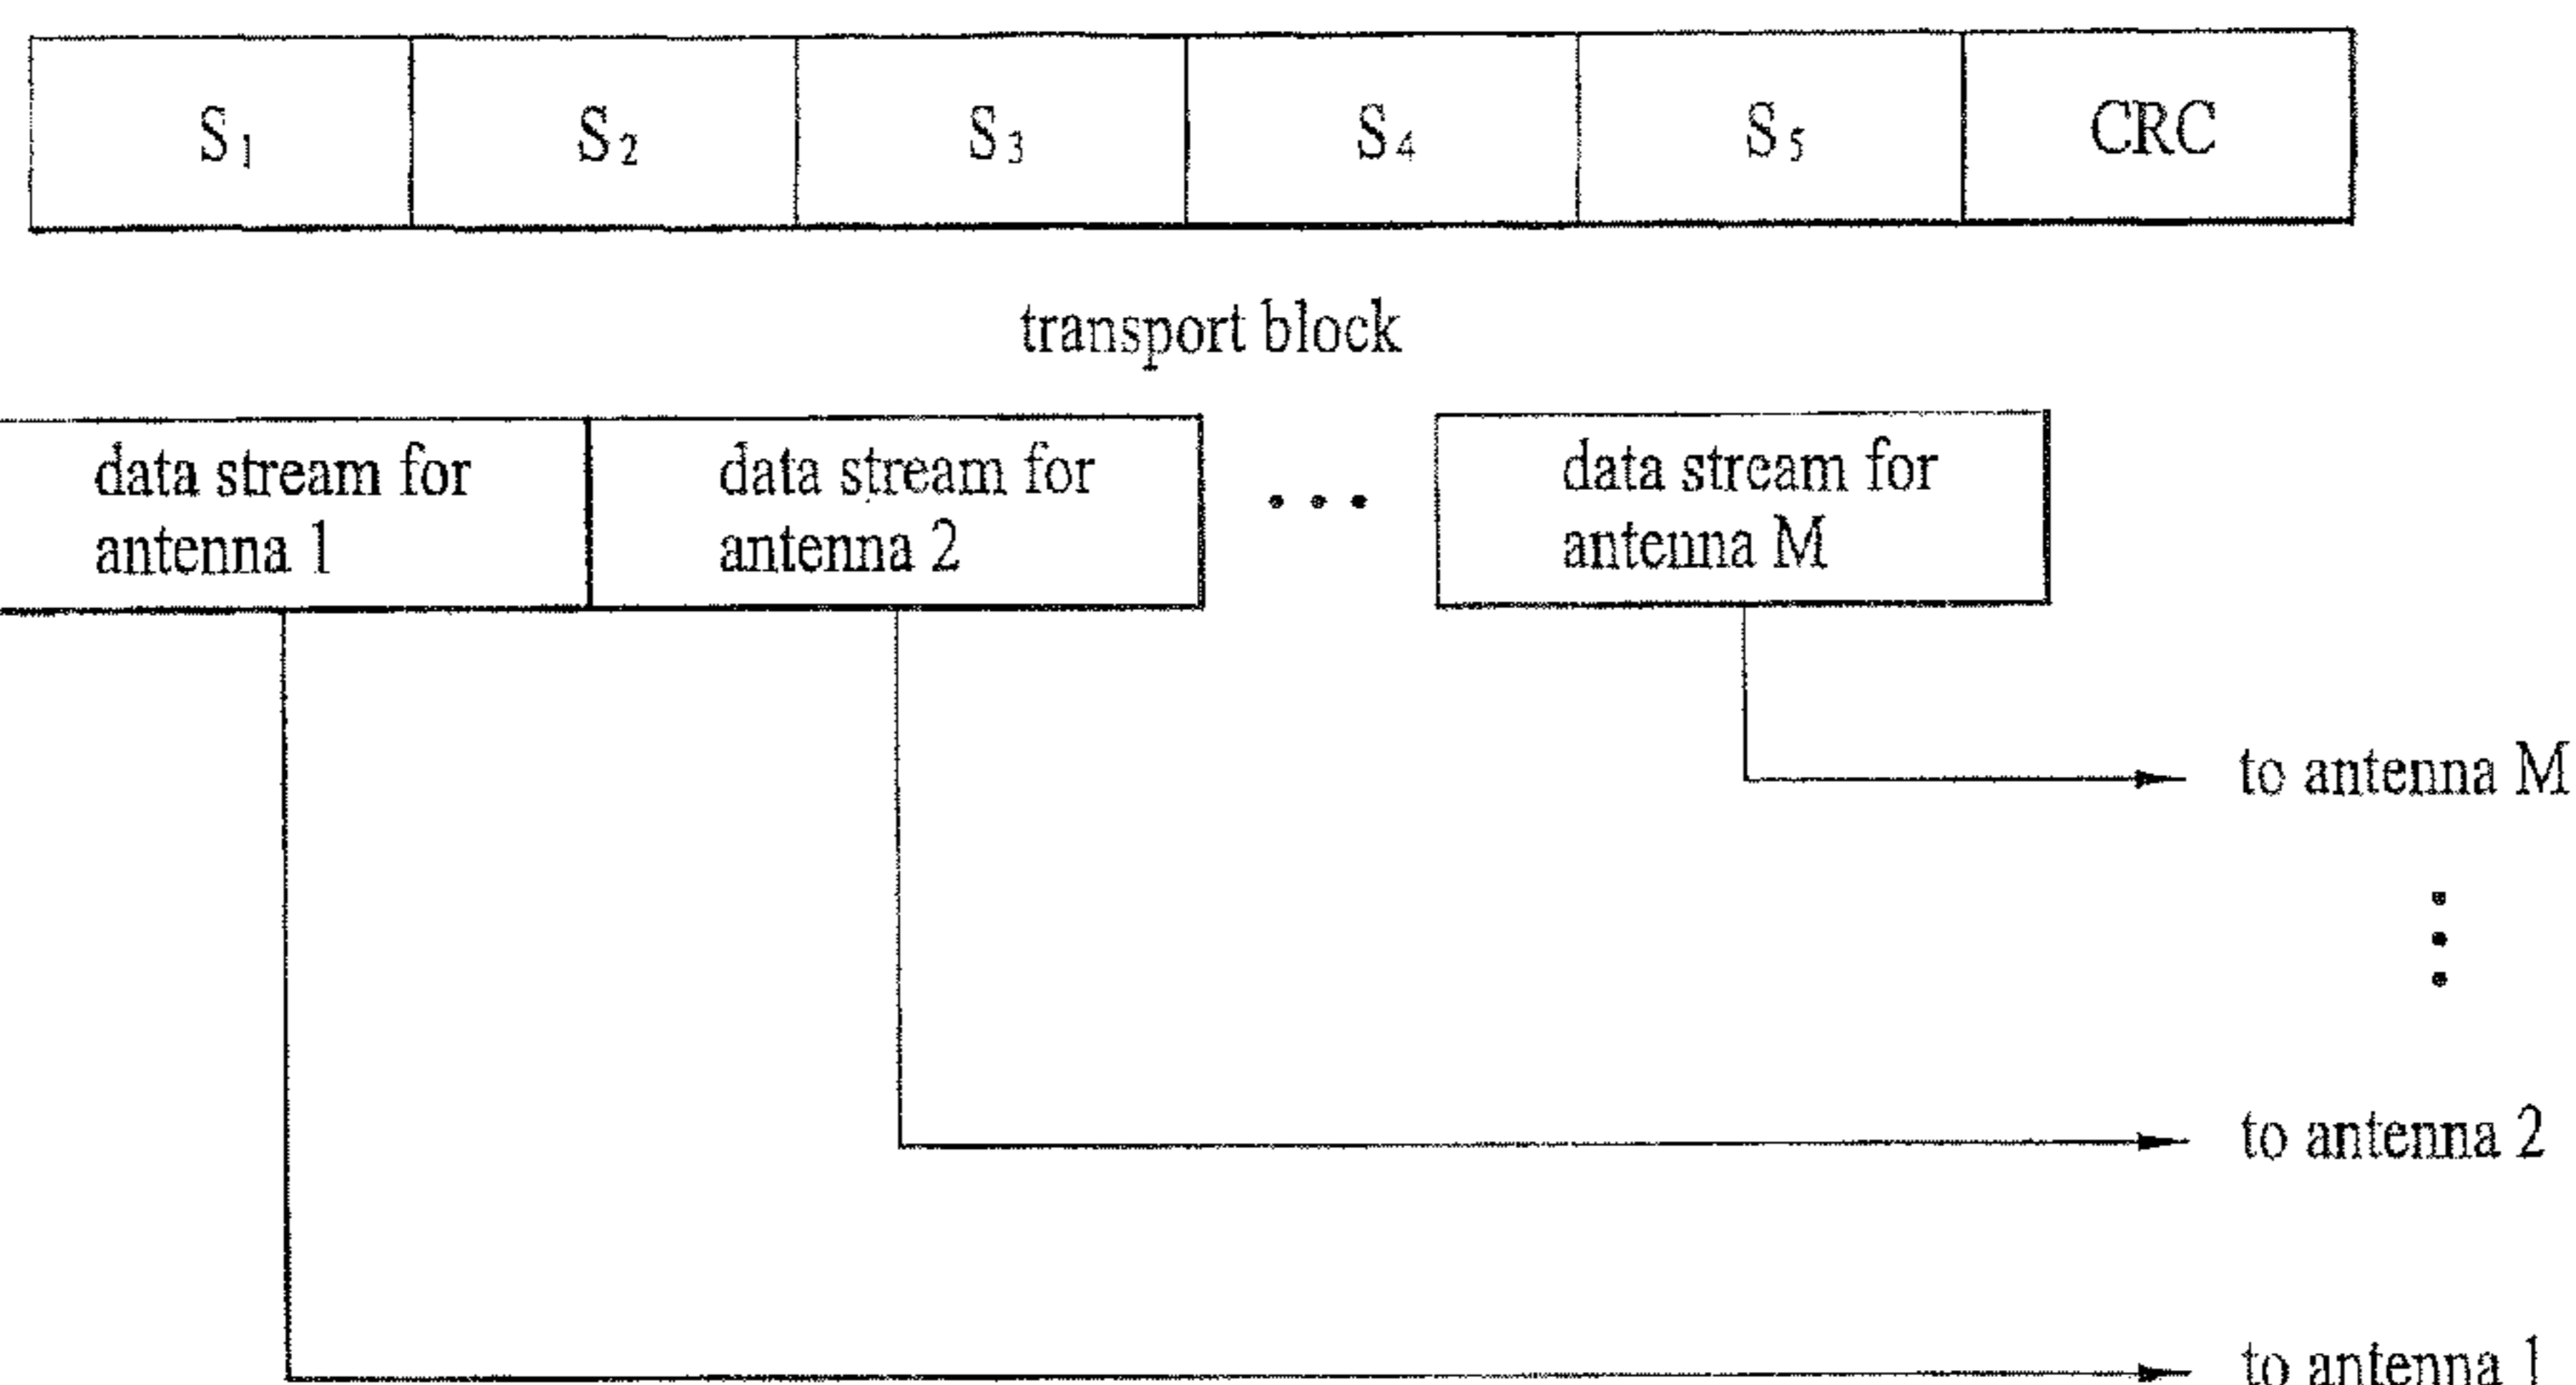 S1 S2 S3 S4 S5 CRC
transport block
data stream for
antenna 1
data stream for
antenna 2
• • •
data stream for
antenna M
to antenna M
to antenna 2
to antenna 1